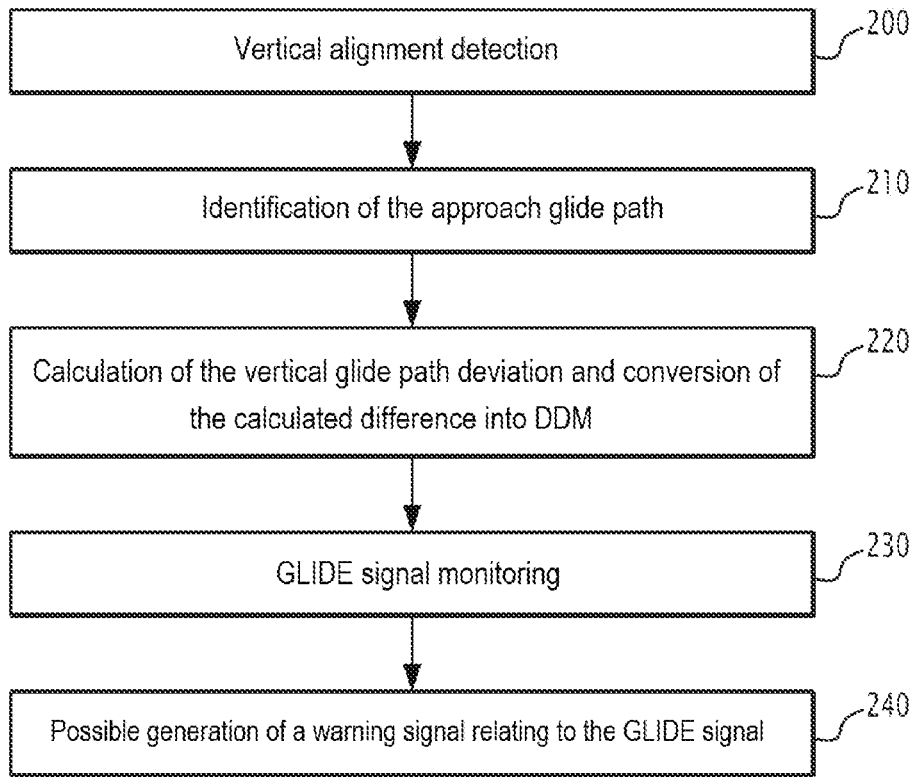 Vertical alignment detection
200
Identification of the approach glide path
210
Calculation of the vertical glide path deviation and conversion of
the calculated difference into DDM
220
GLIDE signal monitoring
230
Possible generation of a warning signal relating to the GLIDE signal
240